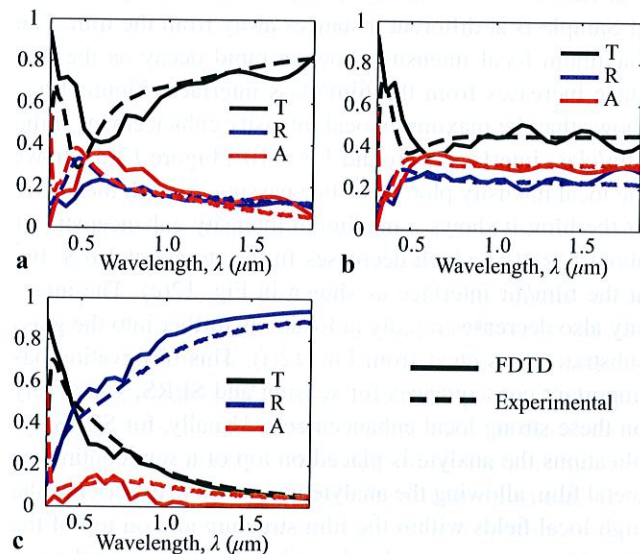 1
0.8
0.6
0.4
0.2
0
T
R
A
0.5 1.0 1.5
a Wavelength, λ (μm)
1
0.8
0.6
0.4
0.2
0
T
R
A
0.5 1.0 1.5
b Wavelength, λ (μm)
1
0.8
0.6
0.4
0.2
0
T
R
A
0.5 1.0 1.5
c Wavelength, λ (μm)
FDTD
Experimental